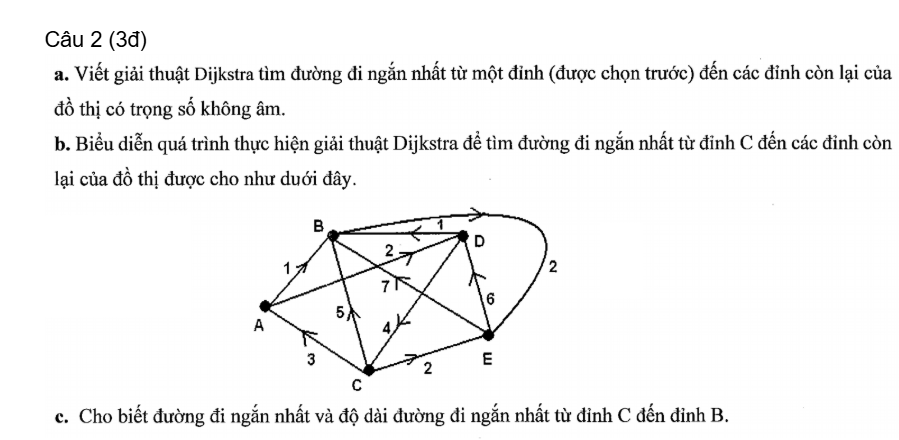 Câu 2 (3đ)
a. Viết giải thuật Dijkstra tìm đường đi ngắn nhất từ một đỉnh (được chọn trước) đến các đỉnh còn lại của
đồ thị có trọng số không âm.
b. Biểu diễn quá trình thực hiện giải thuật Dijkstra để tìm đường đi ngắn nhất từ đỉnh C đến các đỉnh còn
lại của đồ thị được cho như dưới đây.
B
1
D
2
2
1
7
6
A
5
4
3
2
E
C
c. Cho biết đường đi ngắn nhất và độ dài đường đi ngắn nhất từ đỉnh C đến đỉnh B.